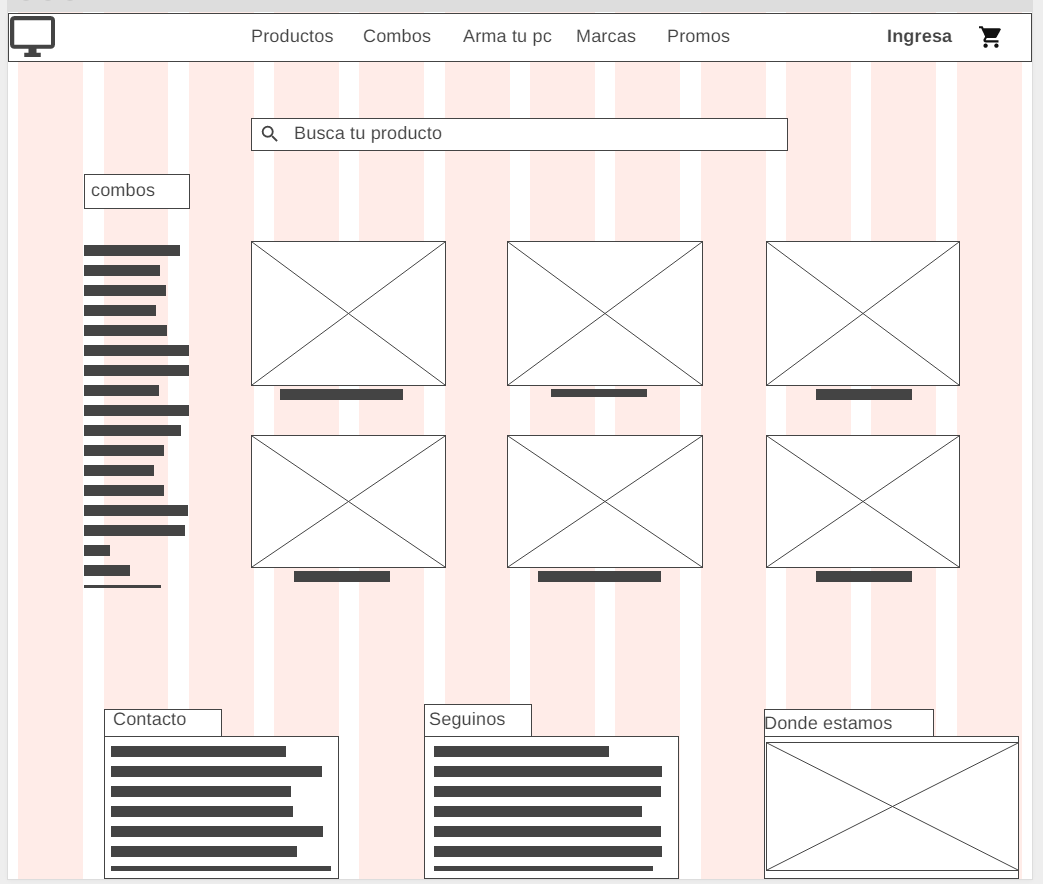 Productos Combos Arma tu pc Marcas Promos Ingresa
Busca tu producto
combos
Contacto
Seguinos
Donde estamos